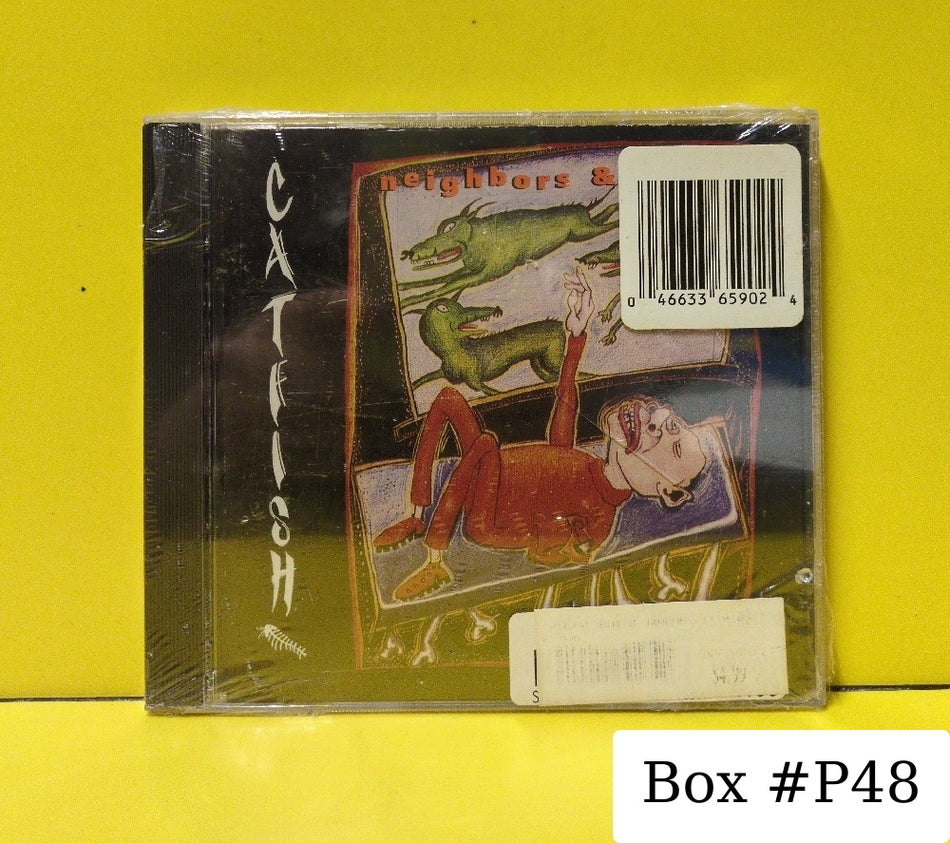 CATFISH
neighbors &
0 46633 65902 4
S
$4.99
Box #P48